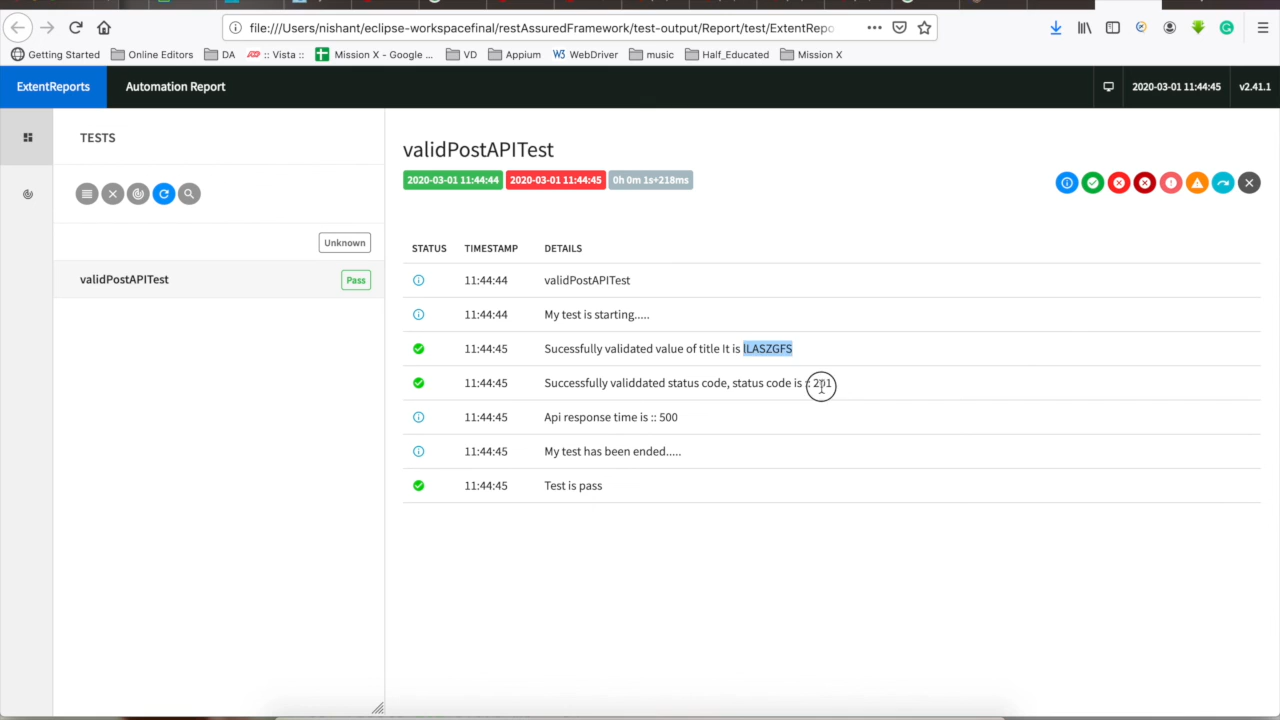 file:///Users/nishant/eclipse-workspacefinal/restAssuredFramework/test-output/Report/test/ExtentRepo
Getting Started Online Editors DA :: Vista :: Mission X - Google ... VD Appium W3 WebDriver music Half_Educated Mission X
ExtentReports Automation Report 2020-03-01 11:44:45 v2.41.1
TESTS
Unknown
validPostAPITest Pass
validPostAPITest
2020-03-01 11:44:44 2020-03-01 11:44:45 0h 0m 1s+218ms
STATUS TIMESTAMP DETAILS
11:44:44 validPostAPITest
11:44:44 My test is starting.....
11:44:45 Sucessfully validated value of title It is lLASZGFS
11:44:45 Successfully validdated status code, status code is :: 201
11:44:45 Api response time is :: 500
11:44:45 My test has been ended.....
11:44:45 Test is pass